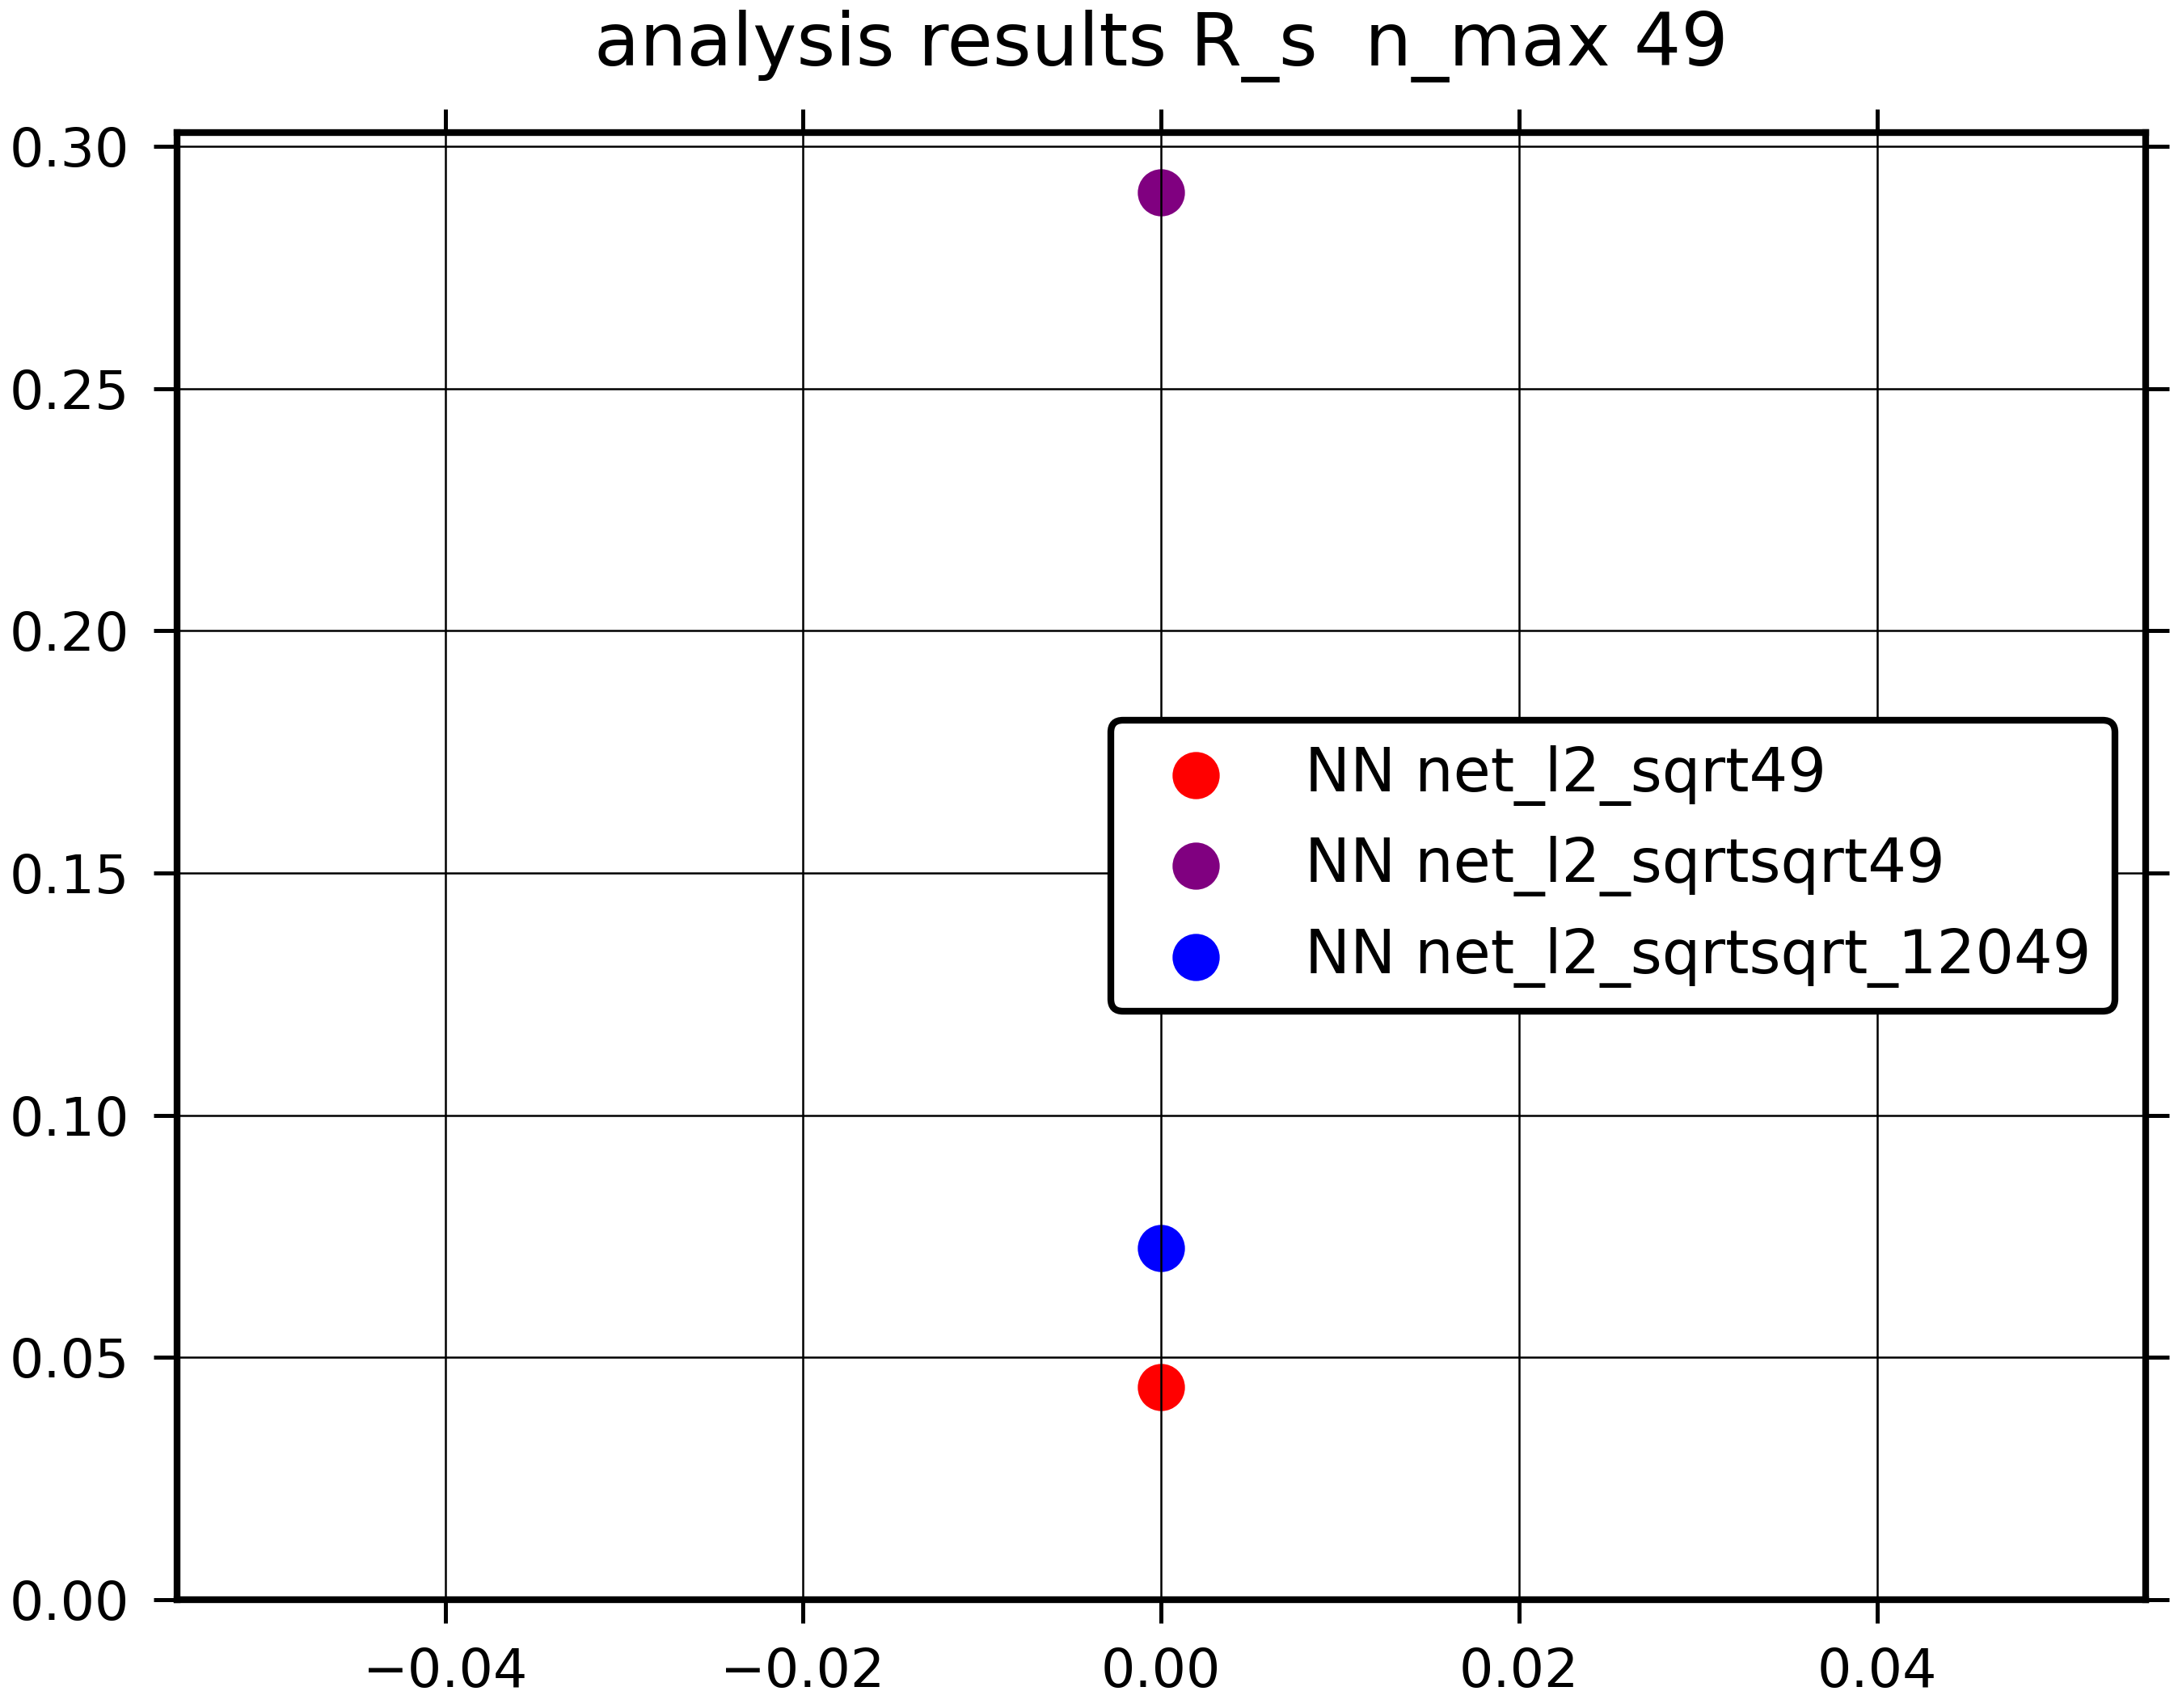 analysis results R_s  n_max 49
0.30
0.25
0.20
0.15
0.10
0.05
0.00
NN net_l2_sqrt49
NN net_l2_sqrtsqrt49
NN net_l2_sqrtsqrt_12049
−0.04 −0.02 0.00 0.02 0.04